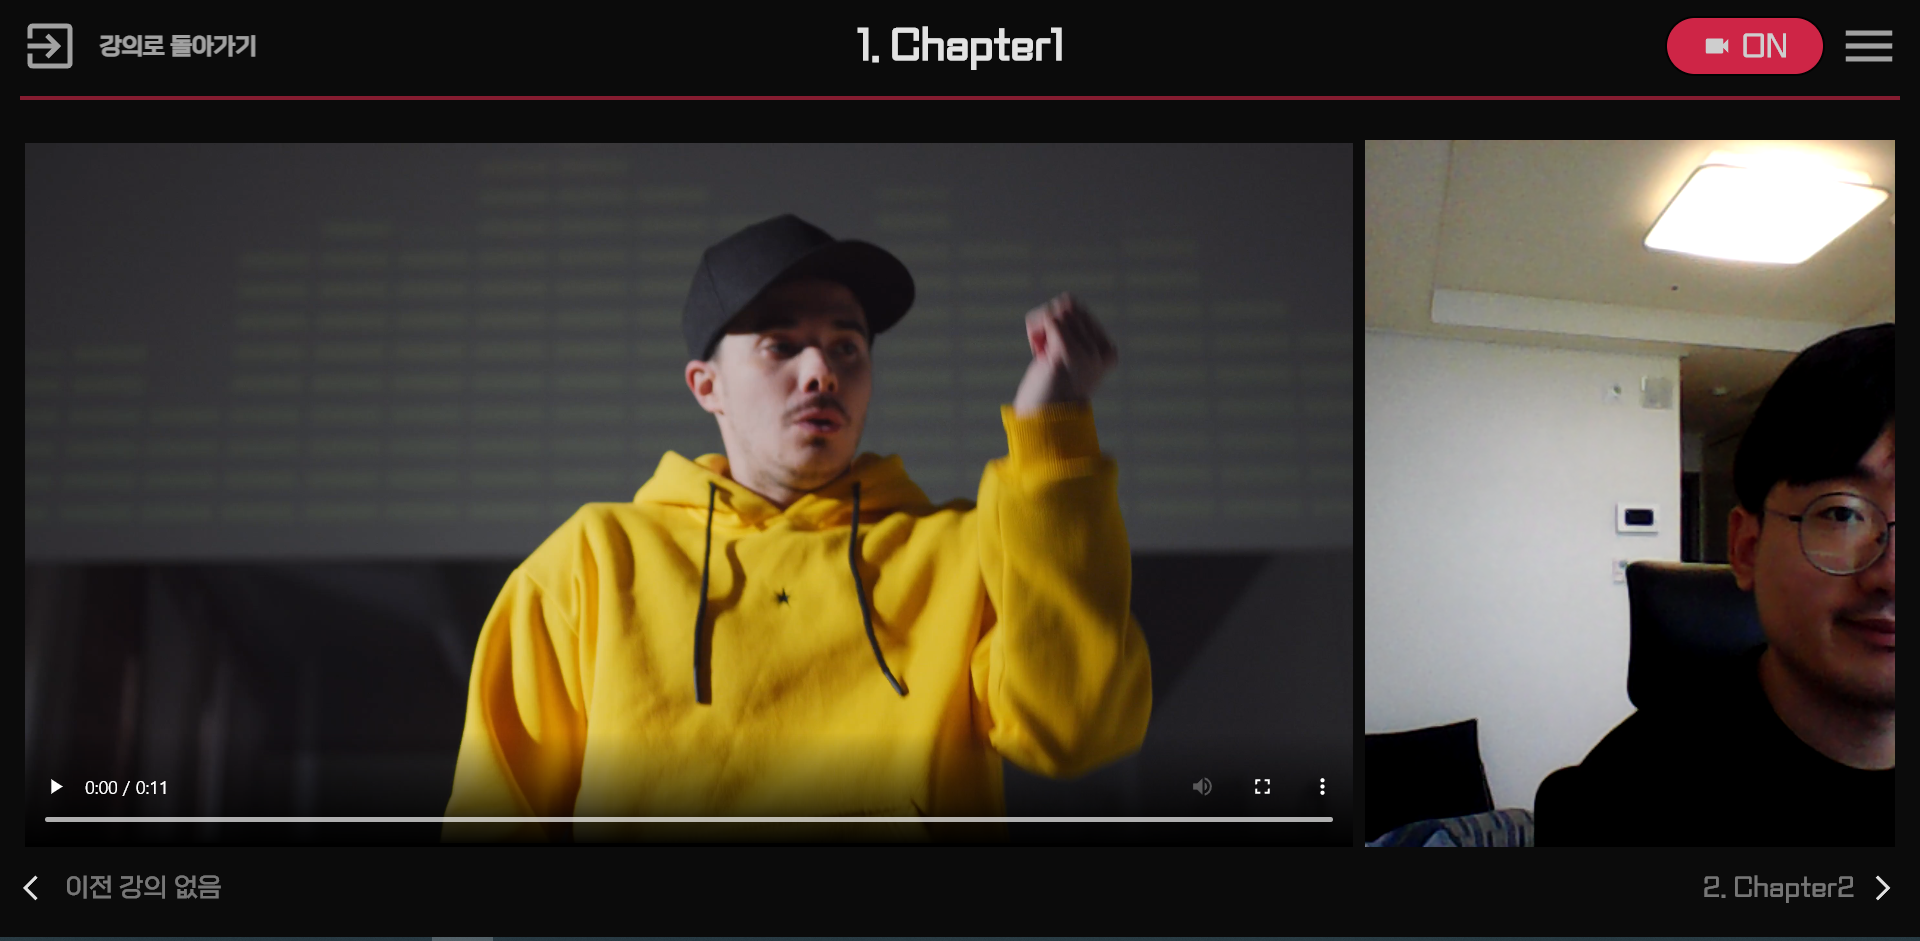 강의로 돌아가기
1. Chapter1
ON
0:00 / 0:11
이전 강의 없음
2. Chapter2